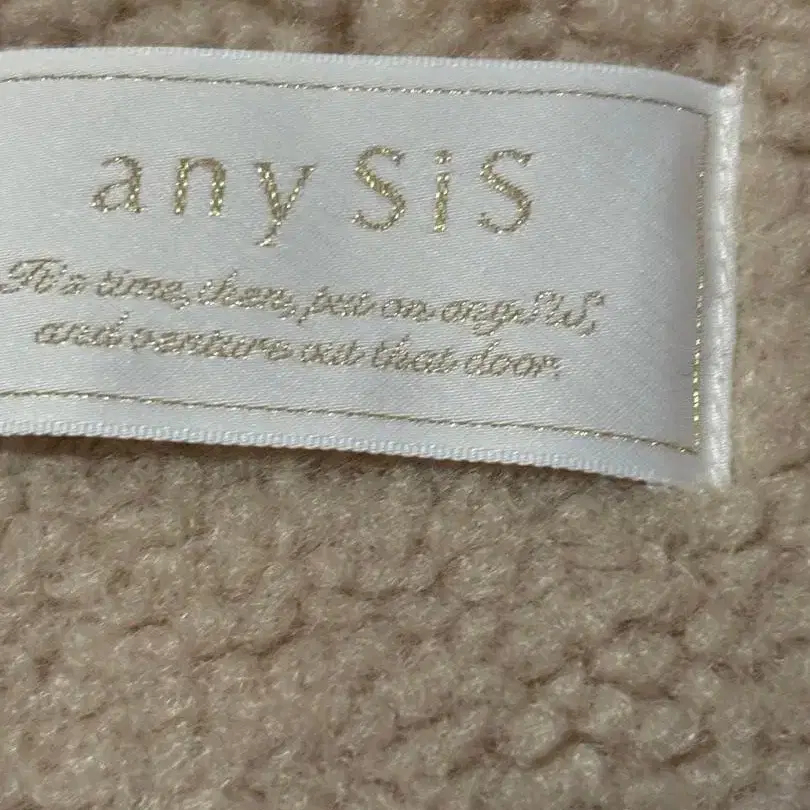 any SiS
It's time, then, put on anySiS,
and venture out that door.